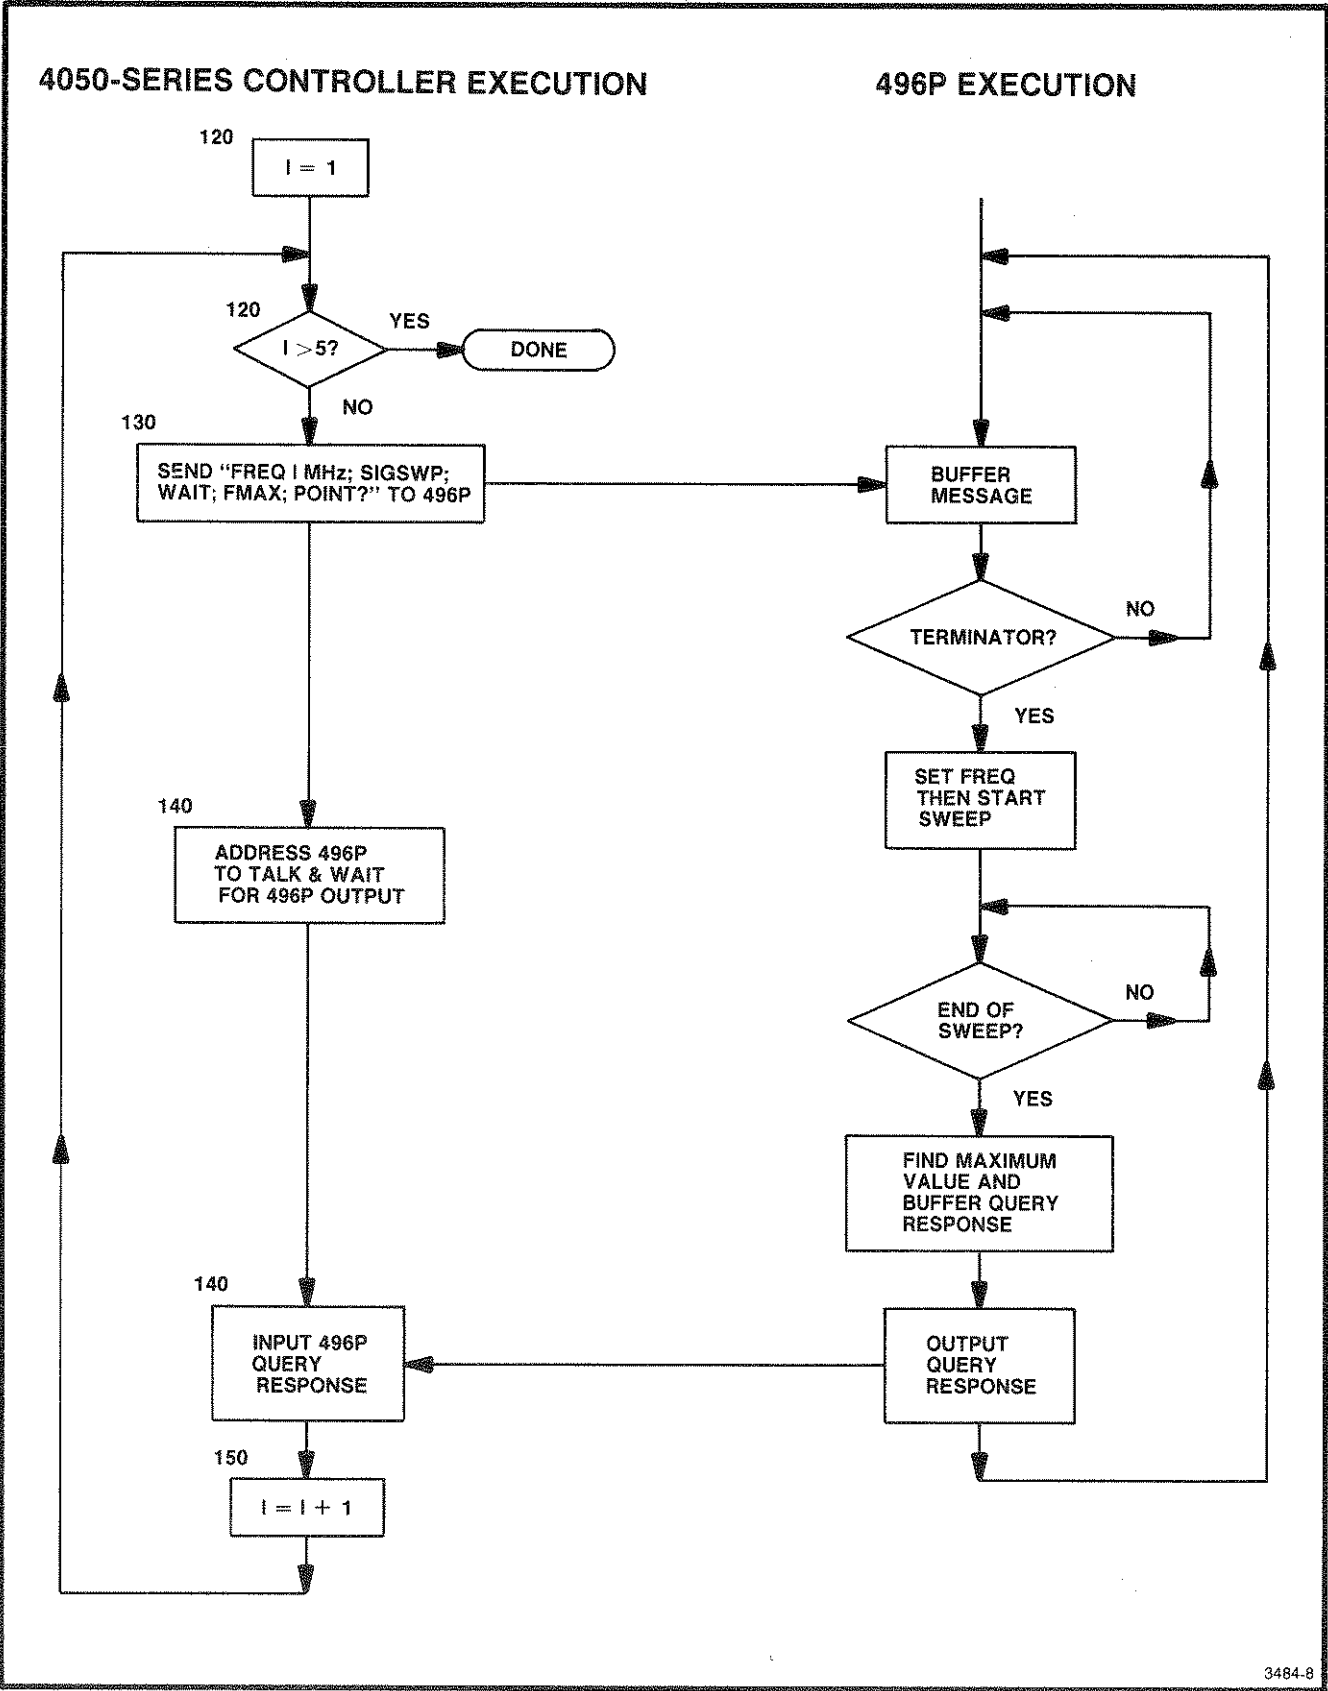 4050-SERIES CONTROLLER EXECUTION
496P EXECUTION
120
I = 1
120
I >5?
YES
DONE
NO
130
SEND “FREQ I MHz; SIGSWP;
WAIT; FMAX; POINT?” TO 496P
140
ADDRESS 496P
TO TALK & WAIT
FOR 496P OUTPUT
140
INPUT 496P
QUERY
RESPONSE
150
I = I + 1
BUFFER
MESSAGE
TERMINATOR?
NO
YES
SET FREQ
THEN START
SWEEP
END OF
SWEEP?
NO
YES
FIND MAXIMUM
VALUE AND
BUFFER QUERY
RESPONSE
OUTPUT
QUERY
RESPONSE
3484-8